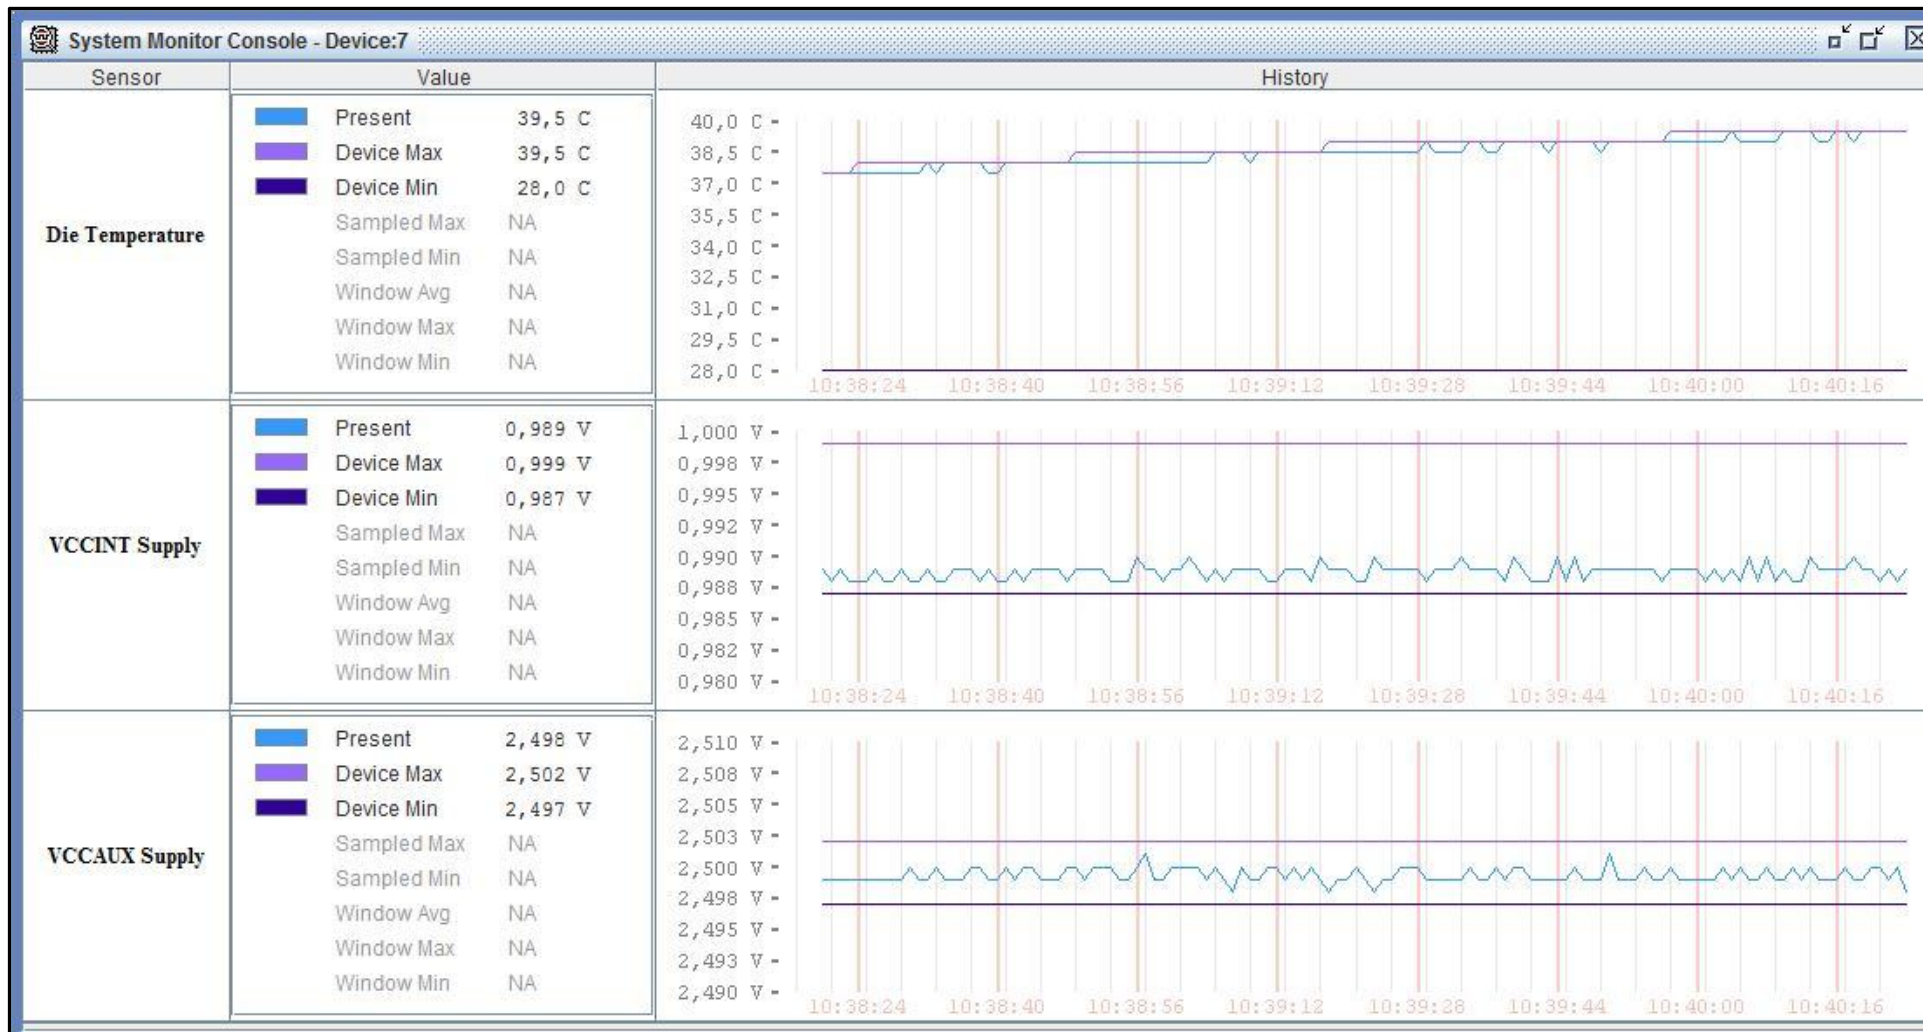 System Monitor Console - Device:7
Sensor Value History
Die Temperature
Present 39,5 C
Device Max 39,5 C
Device Min 28,0 C
Sampled Max NA
Sampled Min NA
Window Avg NA
Window Max NA
Window Min NA
40,0 C
38,5 C
37,0 C
35,5 C
34,0 C
32,5 C
31,0 C
29,5 C
28,0 C
10:38:24 10:38:40 10:38:56 10:39:12 10:39:28 10:39:44 10:40:00 10:40:16
VCCINT Supply
Present 0,989 V
Device Max 0,999 V
Device Min 0,987 V
Sampled Max NA
Sampled Min NA
Window Avg NA
Window Max NA
Window Min NA
1,000 V
0,998 V
0,995 V
0,992 V
0,990 V
0,988 V
0,985 V
0,982 V
0,980 V
10:38:24 10:38:40 10:38:56 10:39:12 10:39:28 10:39:44 10:40:00 10:40:16
VCCAUX Supply
Present 2,498 V
Device Max 2,502 V
Device Min 2,497 V
Sampled Max NA
Sampled Min NA
Window Avg NA
Window Max NA
Window Min NA
2,510 V
2,508 V
2,505 V
2,503 V
2,500 V
2,498 V
2,495 V
2,493 V
2,490 V
10:38:24 10:38:40 10:38:56 10:39:12 10:39:28 10:39:44 10:40:00 10:40:16